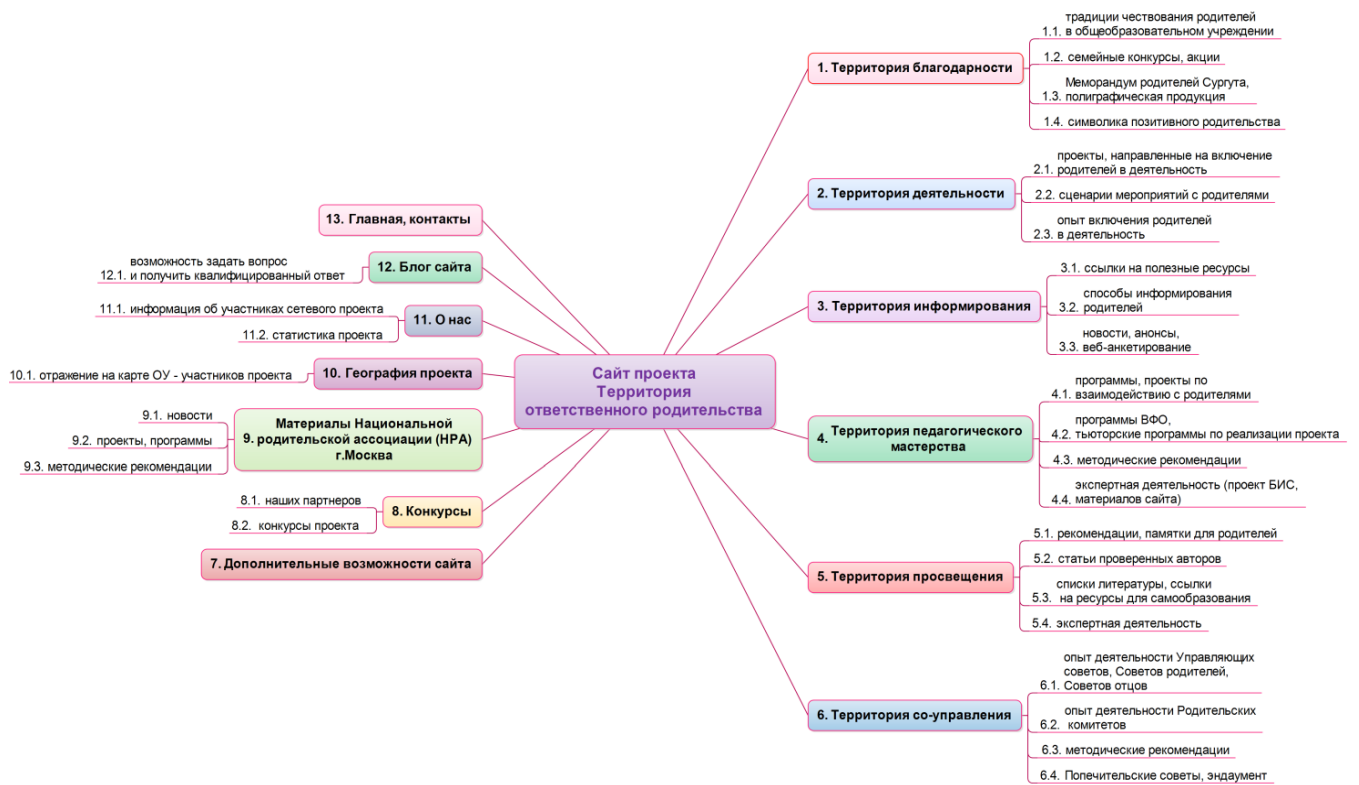 Сайт проекта
Территория
ответственного родительства
1. Территория благодарности
традиции чествования родителей
1.1. в общеобразовательном учреждении
1.2. семейные конкурсы, акции
Меморандум родителей Сургута,
1.3. полиграфическая продукция
1.4. символика позитивного родительства
2. Территория деятельности
проекты, направленные на включение
2.1. родителей в деятельность
2.2. сценарии мероприятий с родителями
опыт включения родителей
2.3. в деятельность
3. Территория информирования
3.1. ссылки на полезные ресурсы
способы информирования
3.2. родителей
новости, анонсы,
3.3. веб-анкетирование
Территория педагогического
4. мастерства
программы, проекты по
4.1. взаимодействию с родителями
программы ВФО,
4.2. тьюторские программы по реализации проекта
4.3. методические рекомендации
экспертная деятельность (проект БИС,
4.4. материалов сайта)
5. Территория просвещения
5.1. рекомендации, памятки для родителей
5.2. статьи проверенных авторов
списки литературы, ссылки
5.3. на ресурсы для самообразования
5.4. экспертная деятельность
6. Территория со-управления
опыт деятельности Управляющих
советов, Советов родителей,
6.1. Советов отцов
опыт деятельности Родительских
6.2. комитетов
6.3. методические рекомендации
6.4. Попечительские советы, эндаумент
7. Дополнительные возможности сайта
8. Конкурсы
8.1. наших партнеров
8.2. конкурсы проекта
Материалы Национальной
9. родительской ассоциации (НРА)
г.Москва
9.1. новости
9.2. проекты, программы
9.3. методические рекомендации
10. География проекта
10.1. отражение на карте ОУ - участников проекта
11. О нас
11.1. информация об участниках сетевого проекта
11.2. статистика проекта
12. Блог сайта
возможность задать вопрос
12.1. и получить квалифицированный ответ
13. Главная, контакты